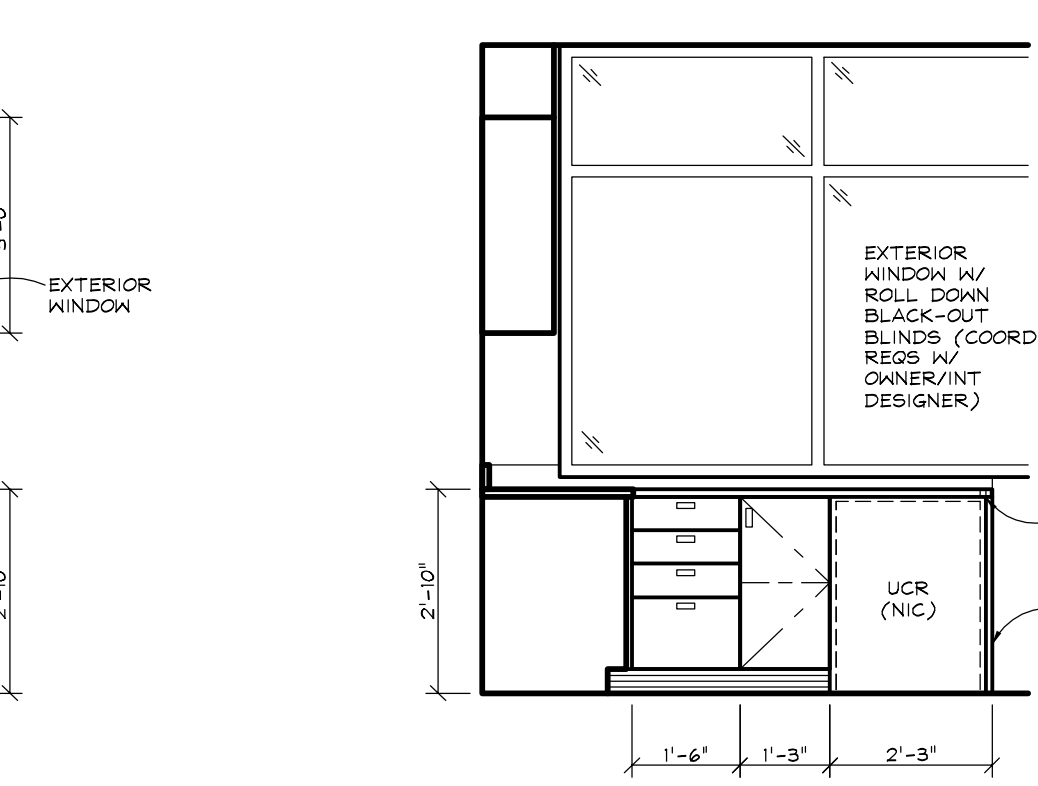 EXTERIOR
WINDOW
EXTERIOR
WINDOW W/
ROLL DOWN
BLACK-OUT
BLINDS (COORD
REQS W/
OWNER/INT
DESIGNER)
2'-10"
UCR
(NIC)
1'-6"
1'-3"
2'-3"